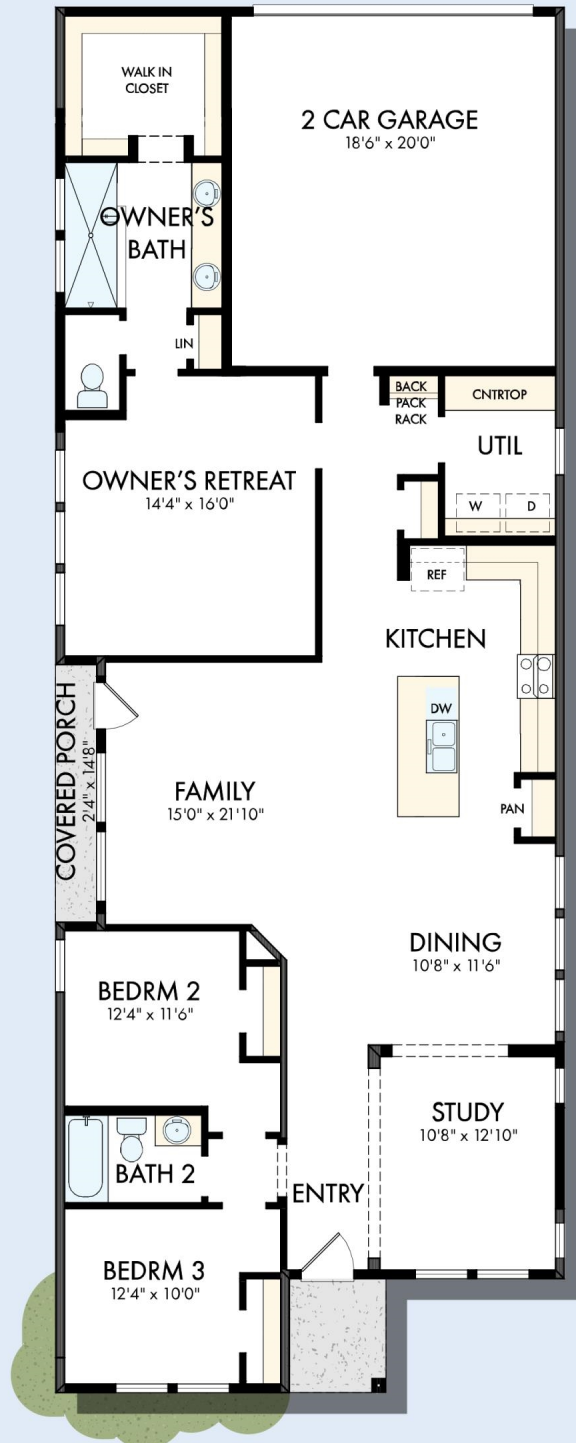 WALK IN
CLOSET
2 CAR GARAGE
18'6" x 20'0"
OWNER'S
BATH
LIN
BACK
PACK
RACK
CNTRTOP
UTIL
W
D
OWNER'S RETREAT
14'4" x 16'0"
REF
KITCHEN
DW
COVERED PORCH
2'4" x 14'8"
FAMILY
15'0" x 21'10"
PAN
DINING
10'8" x 11'6"
BEDRM 2
12'4" x 11'6"
STUDY
10'8" x 12'10"
BATH 2
ENTRY
BEDRM 3
12'4" x 10'0"